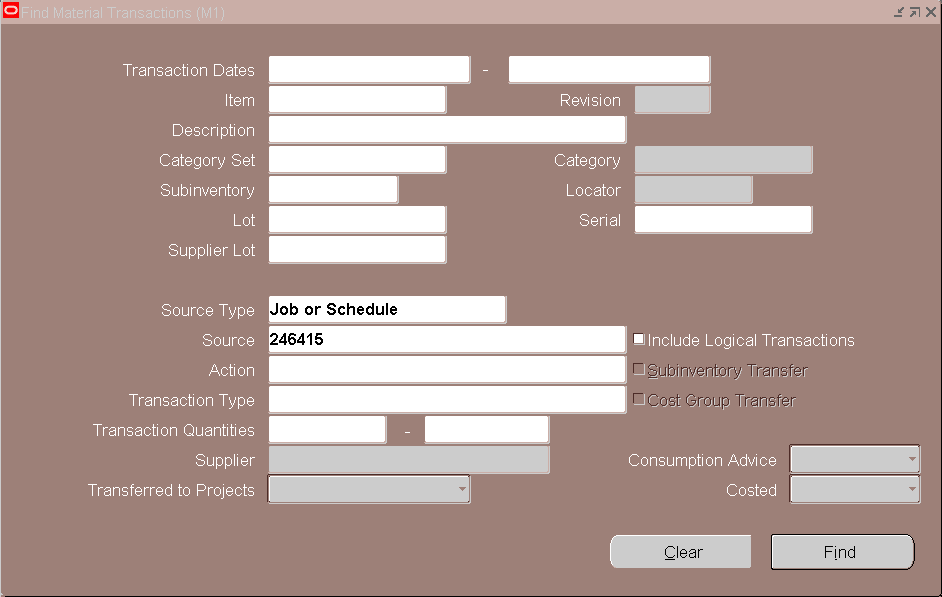 Find Material Transactions (M1)
Transaction Dates -
Item Revision
Description
Category Set Category
Subinventory Locator
Lot Serial
Supplier Lot
Source Type Job or Schedule
Source 246415 Include Logical Transactions
Action Subinventory Transfer
Transaction Type Cost Group Transfer
Transaction Quantities -
Supplier Consumption Advice
Transferred to Projects Costed
Clear Find